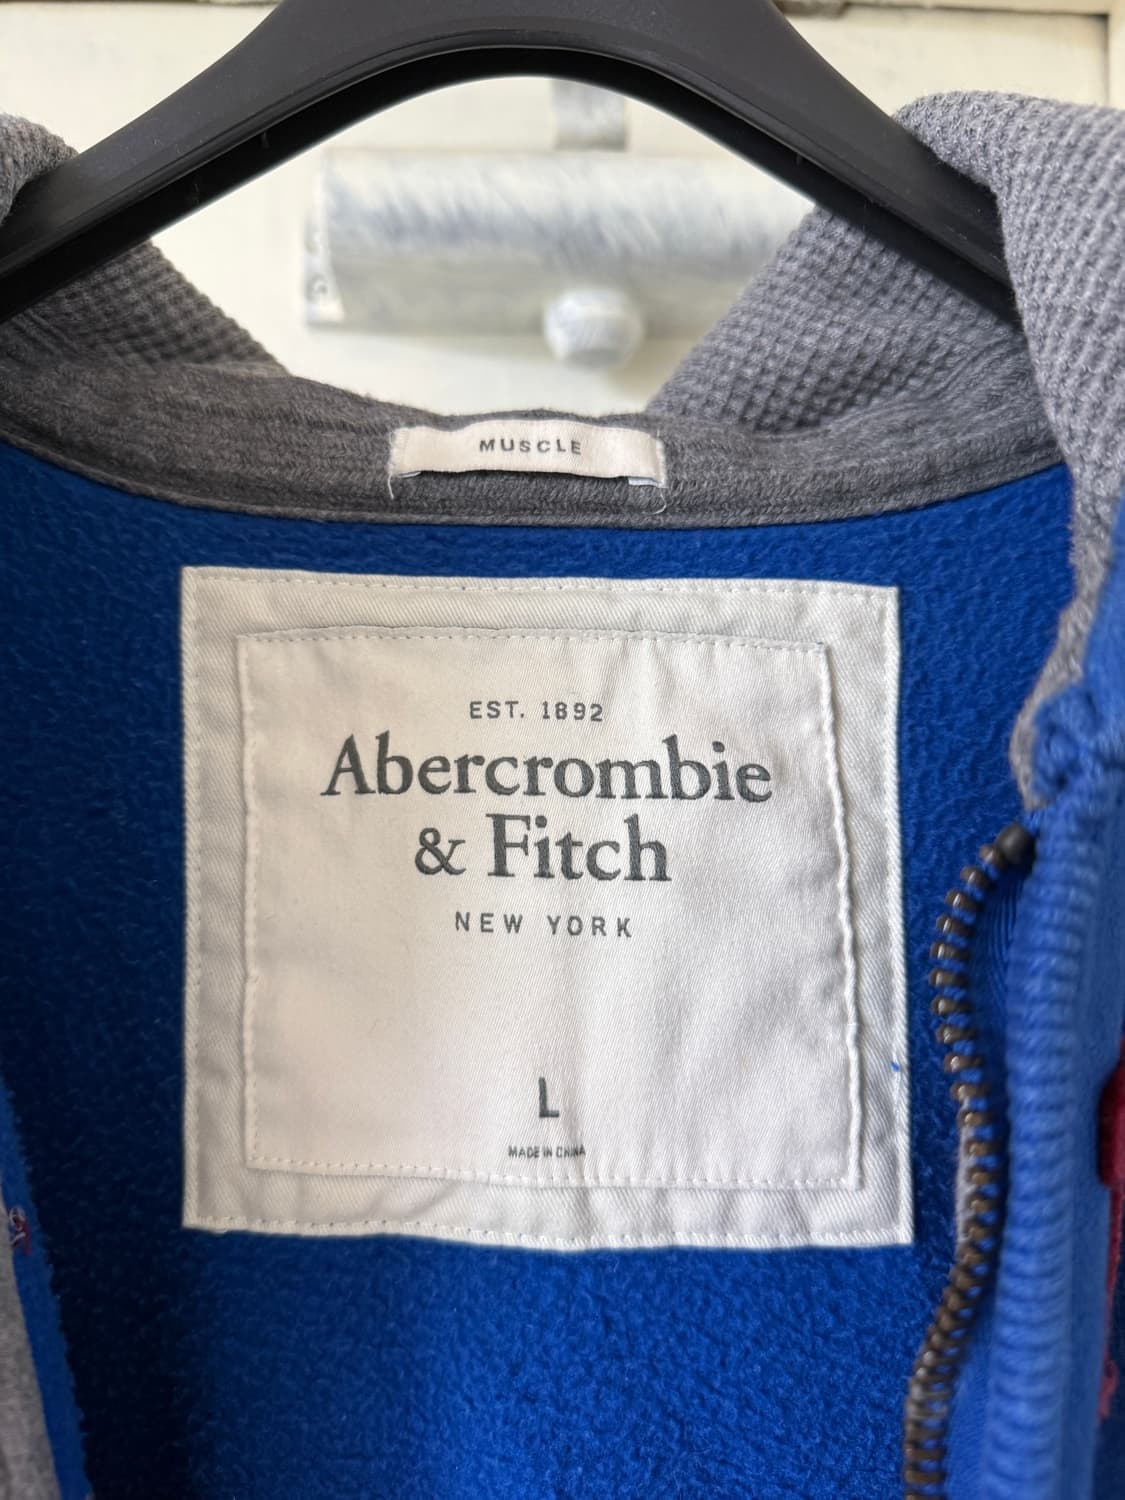 MUSCLE
EST. 1892
Abercrombie
& Fitch
NEW YORK
L
MADE IN CHINA